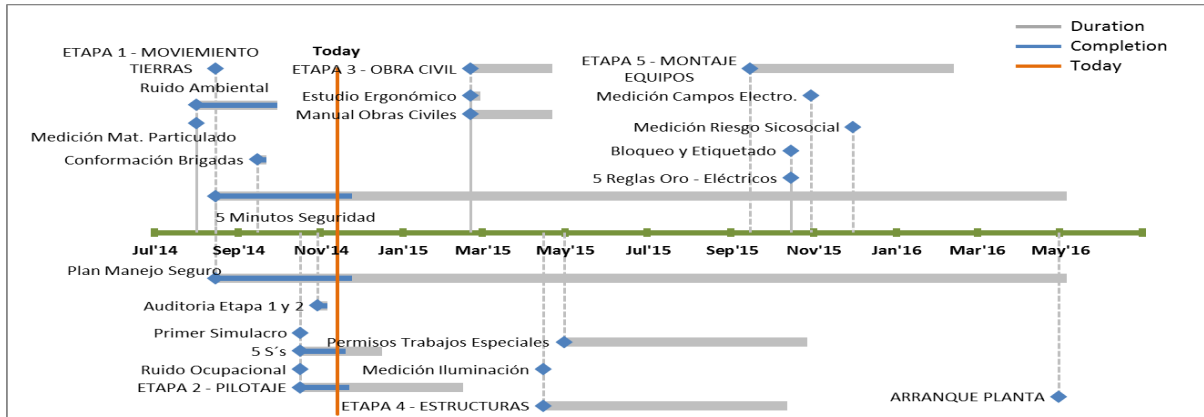 Duration
Completion
Today
Today
ETAPA 1 - MOVIEMIENTO
TIERRAS
ETAPA 3 - OBRA CIVIL
ETAPA 5 - MONTAJE
EQUIPOS
Ruido Ambiental
Estudio Ergonómico
Medición Campos Electro.
Manual Obras Civiles
Medición Mat. Particulado
Medición Riesgo Sicosocial
Conformación Brigadas
Bloqueo y Etiquetado
5 Reglas Oro - Eléctricos
5 Minutos Seguridad
Jul'14 Sep'14 Nov'14 Jan'15 Mar'15 May'15 Jul'15 Sep'15 Nov'15 Jan'16 Mar'16 May'16
Plan Manejo Seguro
Auditoria Etapa 1 y 2
Primer Simulacro
Permisos Trabajos Especiales
5 S´s
Ruido Ocupacional
Medición Iluminación
ETAPA 2 - PILOTAJE
ARRANQUE PLANTA
ETAPA 4 - ESTRUCTURAS